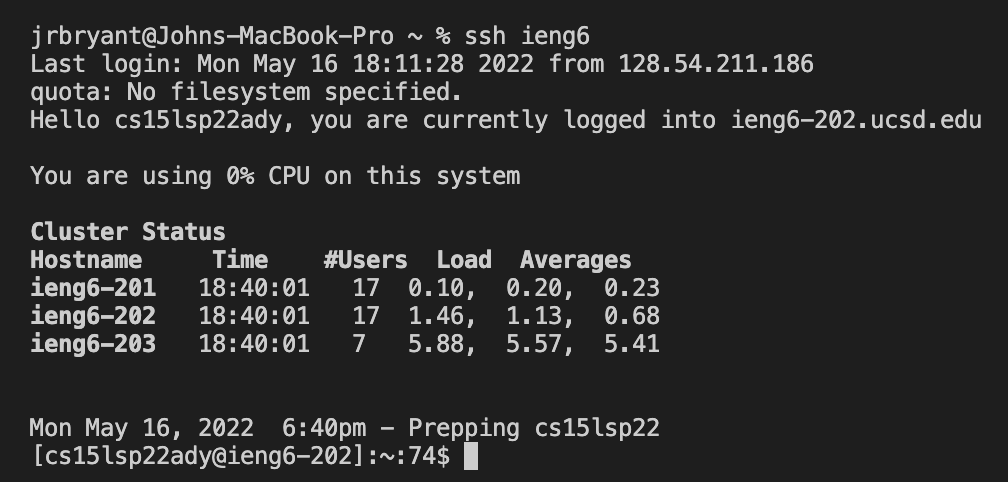 jrbryant@Johns-MacBook-Pro ~ % ssh ieng6
Last login: Mon May 16 18:11:28 2022 from 128.54.211.186
quota: No filesystem specified.
Hello cs15lsp22ady, you are currently logged into ieng6-202.ucsd.edu
You are using 0% CPU on this system
Cluster Status
Hostname     Time    #Users  Load  Averages
ieng6-201   18:40:01   17  0.10,  0.20,  0.23
ieng6-202   18:40:01   17  1.46,  1.13,  0.68
ieng6-203   18:40:01   7   5.88,  5.57,  5.41
Mon May 16, 2022  6:40pm - Prepping cs15lsp22
[cs15lsp22ady@ieng6-202]:~:74$